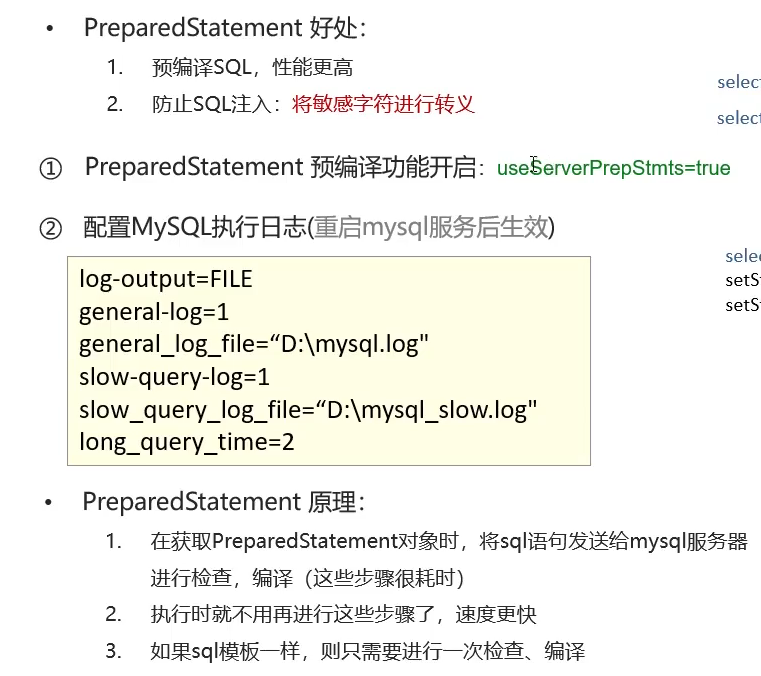 • PreparedStatement 好处：
1. 预编译SQL，性能更高
2. 防止SQL注入：将敏感字符进行转义
① PreparedStatement 预编译功能开启：useServerPrepStmts=true
② 配置MySQL执行日志(重启mysql服务后生效)
log-output=FILE
general-log=1
general_log_file=“D:\mysql.log"
slow-query-log=1
slow_query_log_file=“D:\mysql_slow.log"
long_query_time=2
• PreparedStatement 原理：
1. 在获取PreparedStatement对象时，将sql语句发送给mysql服务器
进行检查，编译（这些步骤很耗时）
2. 执行时就不用再进行这些步骤了，速度更快
3. 如果sql模板一样，则只需要进行一次检查、编译